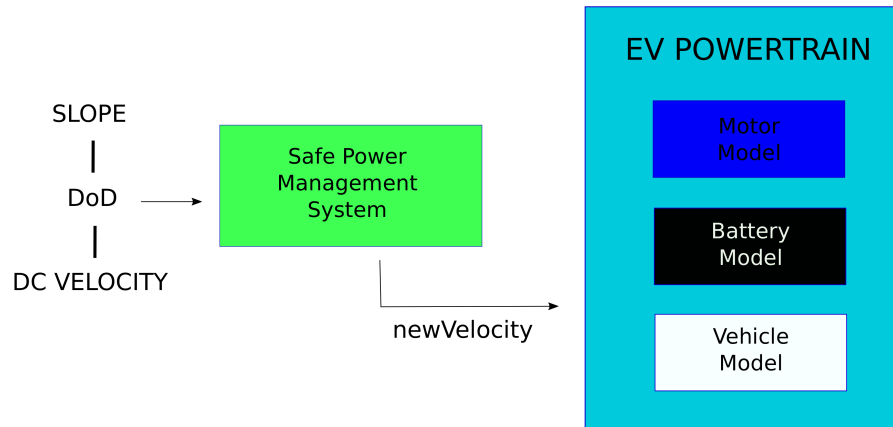 SLOPE
DoD
DC VELOCITY
Safe Power
Management
System
newVelocity
EV POWERTRAIN
Motor
Model
Battery
Model
Vehicle
Model